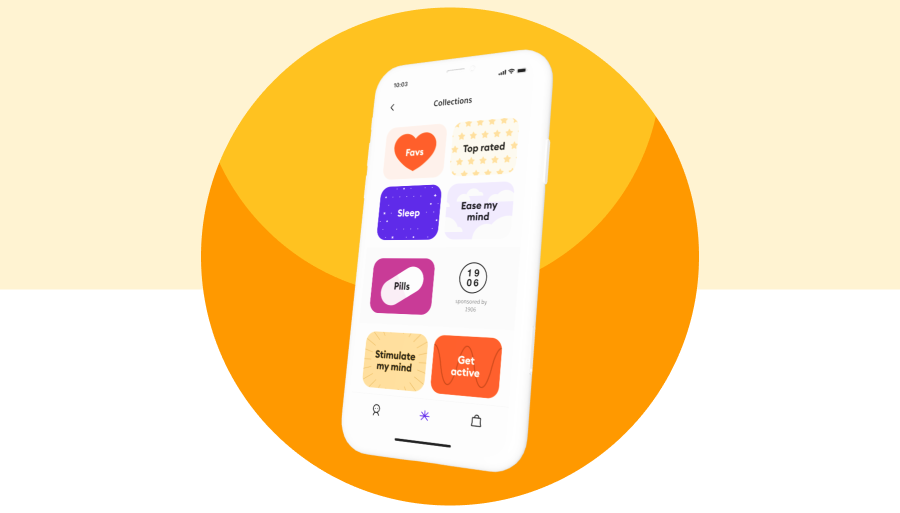 10:03
Collections
Favs
Top rated
Sleep
Ease my
mind
Pills
19
06
sponsored by
1906
Stimulate
my mind
Get
active